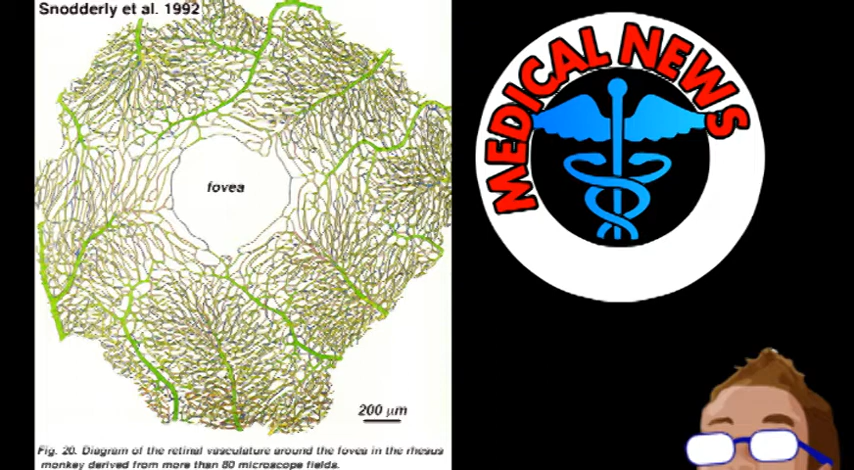 Snodderly et al. 1992
MEDICAL NEWS
fovea
200 µm
Fig. 20. Diagram of the retinal vasculature around the fovea in the rhesus
monkey derived from more than 80 microscope fields.